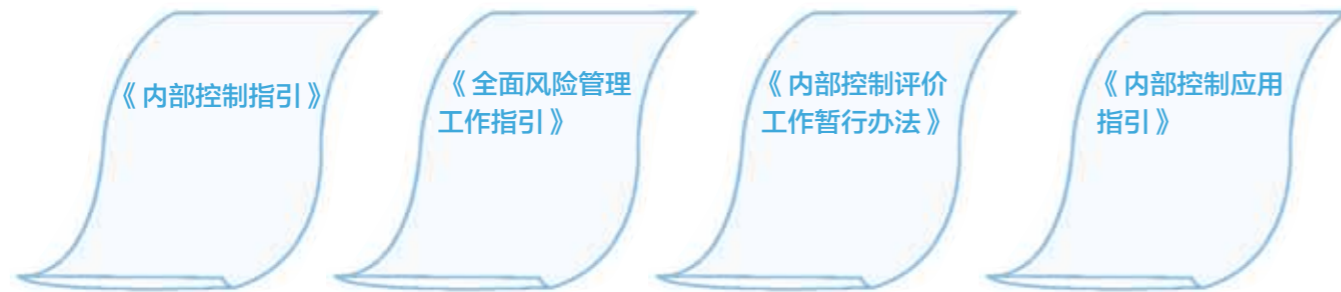 《内部控制指引》
《全面风险管理
工作指引》
《内部控制评价
工作暂行办法》
《内部控制应用
指引》